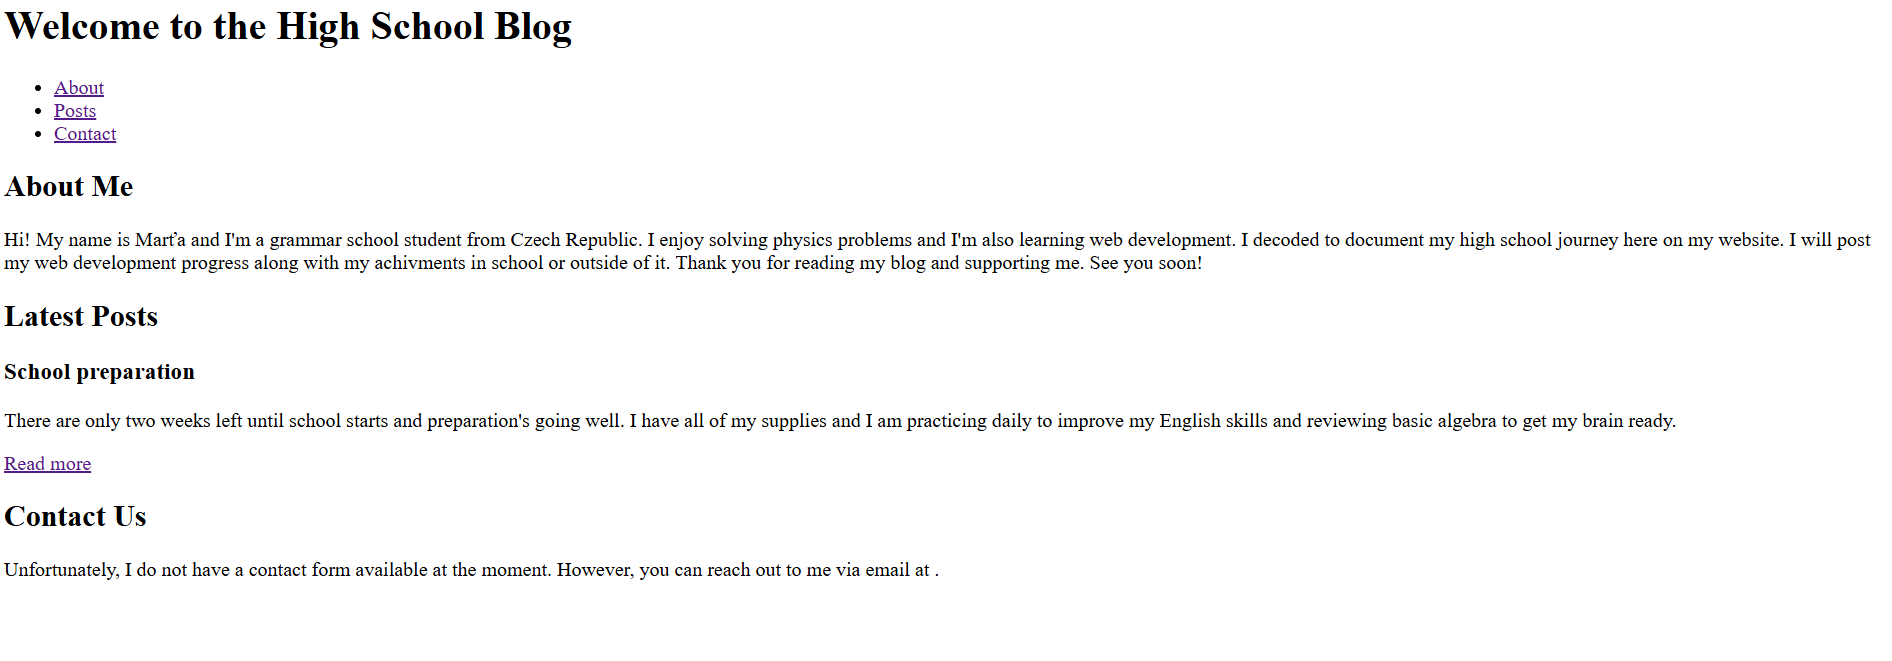 Welcome to the High School Blog
About
Posts
Contact
About Me
Hi! My name is Marťa and I'm a grammar school student from Czech Republic. I enjoy solving physics problems and I'm also learning web development. I decoded to document my high school journey here on my website. I will post
my web development progress along with my achivments in school or outside of it. Thank you for reading my blog and supporting me. See you soon!
Latest Posts
School preparation
There are only two weeks left until school starts and preparation's going well. I have all of my supplies and I am practicing daily to improve my English skills and reviewing basic algebra to get my brain ready.
Read more
Contact Us
Unfortunately, I do not have a contact form available at the moment. However, you can reach out to me via email at .